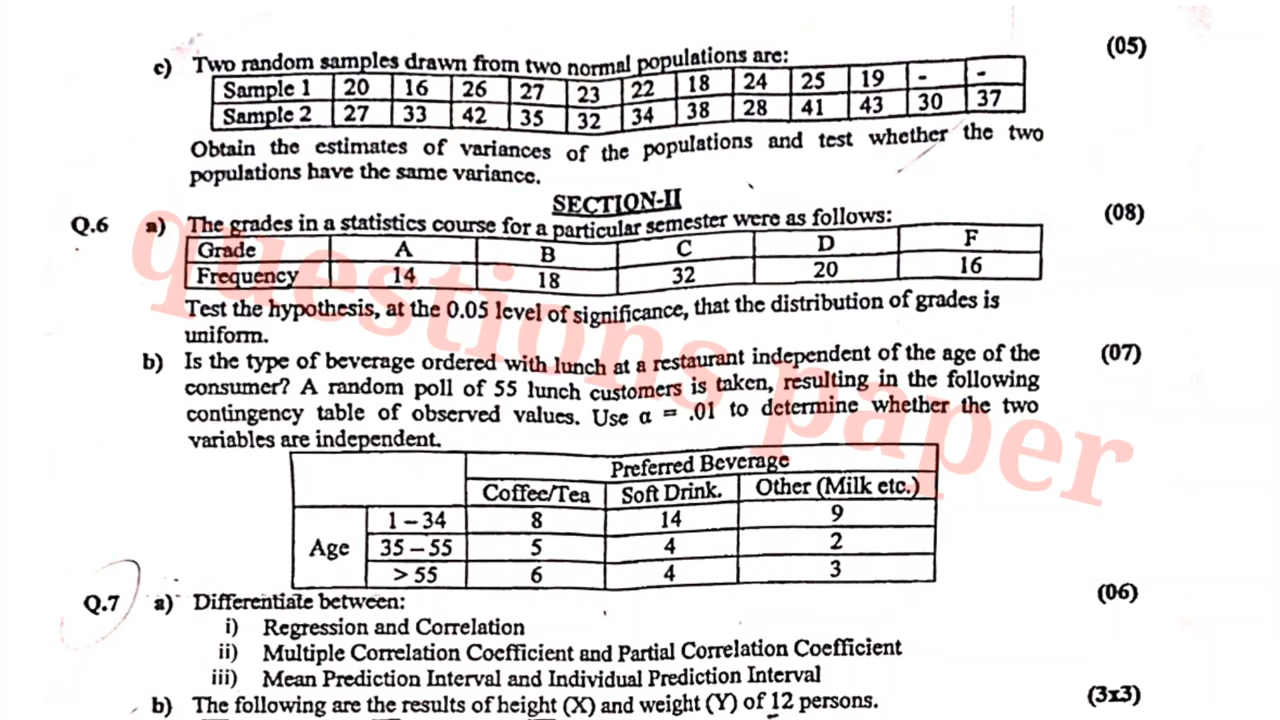 c) Two random samples drawn from two normal populations are: (05)
Sample 1 20 16 26 27 23 22 18 24 25 19 - -
Sample 2 27 33 42 35 32 34 38 28 41 43 30 37
Obtain the estimates of variances of the populations and test whether the two
populations have the same variance.
SECTION-II
Q.6 a) The grades in a statistics course for a particular semester were as follows: (08)
Grade A B C D F
Frequency 14 18 32 20 16
Test the hypothesis, at the 0.05 level of significance, that the distribution of grades is
uniform.
b) Is the type of beverage ordered with lunch at a restaurant independent of the age of the (07)
consumer? A random poll of 55 lunch customers is taken, resulting in the following
contingency table of observed values. Use α = .01 to determine whether the two
variables are independent.
Preferred Beverage
Coffee/Tea Soft Drink. Other (Milk etc.)
Age
1 – 34 8 14 9
35 – 55 5 4 2
> 55 6 4 3
Q.7 a) Differentiate between: (06)
i) Regression and Correlation
ii) Multiple Correlation Coefficient and Partial Correlation Coefficient
iii) Mean Prediction Interval and Individual Prediction Interval
b) The following are the results of height (X) and weight (Y) of 12 persons. (3x3)
questions paper